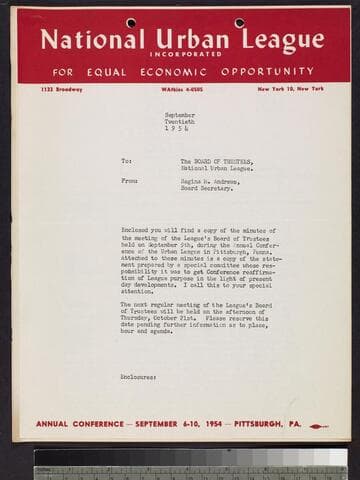 National Urban League
INCORPORATED
FOR EQUAL ECONOMIC OPPORTUNITY
1133 Broadway WAtkins 4-0505 New York 10, New York
September
Twentieth
1954
To: The BOARD OF TRUSTEES,
National Urban League.
From: Regina M. Andrews,
Board Secretary.
Enclosed you will find a copy of the minutes of
the meeting of the League's Board of Trustees
held on September 9th, during the Annual Confer-
ence of the Urban League in Pittsburgh, Penna.
Attached to these minutes is a copy of the state-
ment prepared by a special committee whose res-
ponsibility it was to get Conference reaffirma-
tion of League purpose in the light of present
day developments. I call this to your special
attention.
The next regular meeting of the League's Board
of Trustees will be held on the afternoon of
Thursday, October 21st. Please reserve this
date pending further information as to place,
hour and agenda.
Enclosures:
ANNUAL CONFERENCE — SEPTEMBER 6-10, 1954 — PITTSBURGH, PA.